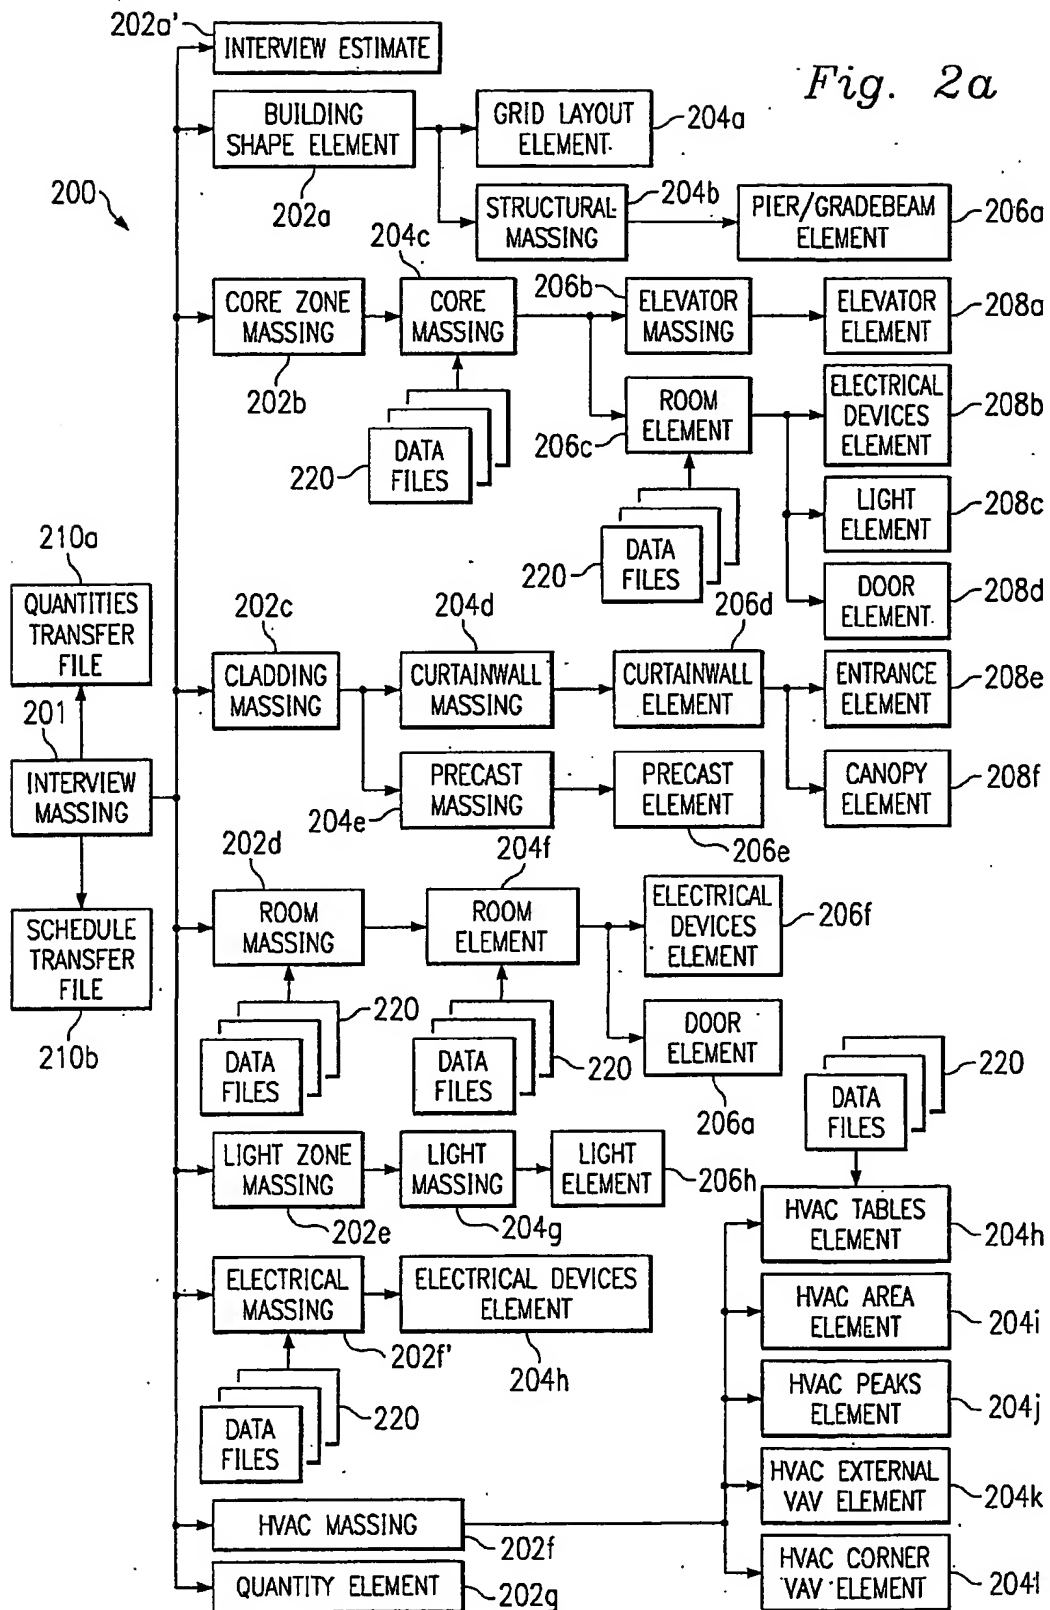 202a'
INTERVIEW ESTIMATE
Fig. 2a
BUILDING
SHAPE ELEMENT
202a
GRID LAYOUT
ELEMENT
204a
200
STRUCTURAL
MASSING
204b
PIER/GRADEBEAM
ELEMENT
206a
CORE ZONE
MASSING
202b
204c
CORE
MASSING
206b
ELEVATOR
MASSING
ELEVATOR
ELEMENT
208a
DATA
FILES
220
ROOM
ELEMENT
206c
ELECTRICAL
DEVICES
ELEMENT
208b
DATA
FILES
220
LIGHT
ELEMENT
208c
DOOR
ELEMENT
208d
210a
QUANTITIES
TRANSFER
FILE
201
INTERVIEW
MASSING
SCHEDULE
TRANSFER
FILE
210b
202c
CLADDING
MASSING
204d
CURTAINWALL
MASSING
206d
CURTAINWALL
ELEMENT
ENTRANCE
ELEMENT
208e
PRECAST
MASSING
204e
PRECAST
ELEMENT
206e
CANOPY
ELEMENT
208f
202d
ROOM
MASSING
204f
ROOM
ELEMENT
ELECTRICAL
DEVICES
ELEMENT
206f
DATA
FILES
220
DATA
FILES
220
DOOR
ELEMENT
206a
DATA
FILES
220
LIGHT ZONE
MASSING
202e
LIGHT
MASSING
204g
LIGHT
ELEMENT
206h
HVAC TABLES
ELEMENT
204h
ELECTRICAL
MASSING
202f'
ELECTRICAL DEVICES
ELEMENT
204h
HVAC AREA
ELEMENT
204i
DATA
FILES
220
HVAC PEAKS
ELEMENT
204j
HVAC EXTERNAL
VAV ELEMENT
204k
HVAC MASSING
202f
HVAC CORNER
VAV ELEMENT
204l
QUANTITY ELEMENT
202g